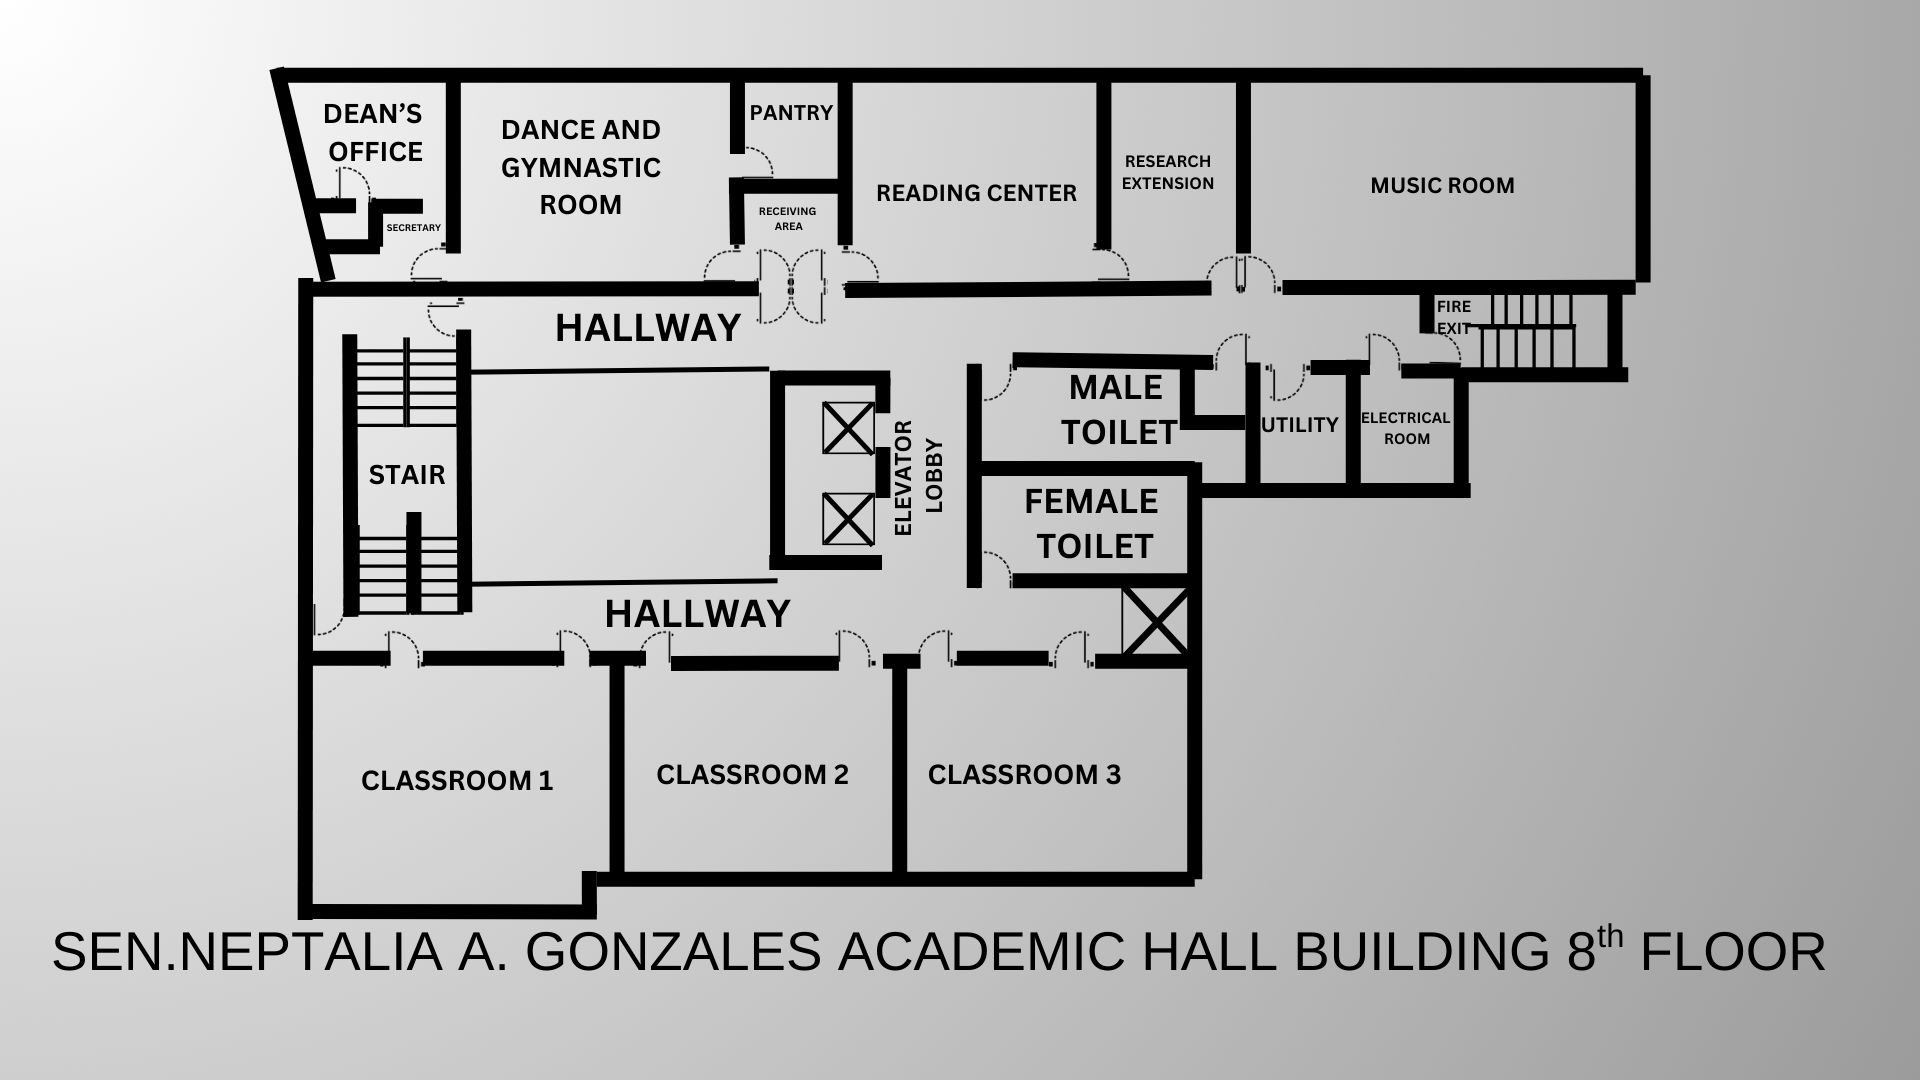 DEAN’S
OFFICE
SECRETARY
DANCE AND
GYMNASTIC
ROOM
PANTRY
RECEIVING
AREA
READING CENTER
RESEARCH
EXTENSION
MUSIC ROOM
HALLWAY
FIRE
EXIT
STAIR
ELEVATOR
LOBBY
MALE
TOILET
UTILITY
ELECTRICAL
ROOM
FEMALE
TOILET
HALLWAY
CLASSROOM 1
CLASSROOM 2
CLASSROOM 3
SEN.NEPTALIA A. GONZALES ACADEMIC HALL BUILDING 8th FLOOR